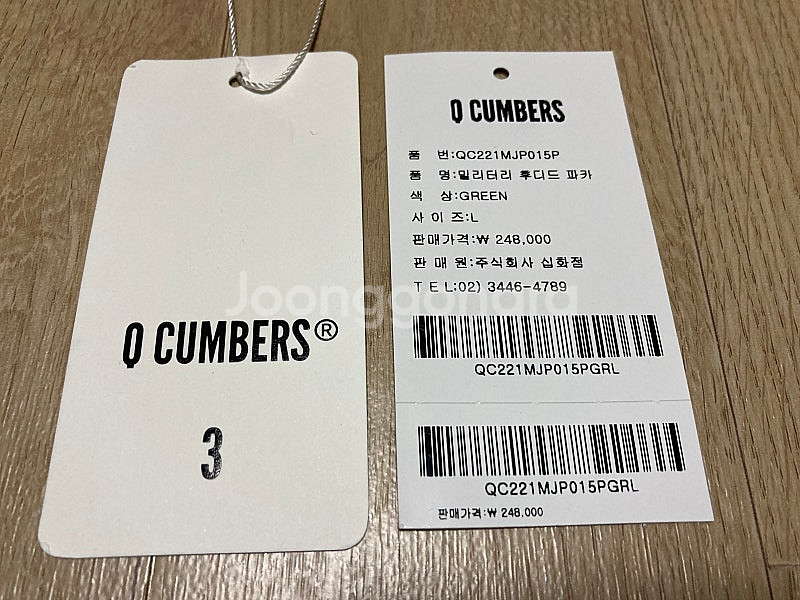 Q CUMBERS®
3
Q CUMBERS
품 번:QC221MJP015P
품 명:밀리터리 후디드 파카
색 상:GREEN
사 이 즈:L
판매가격:₩ 248,000
판 매 원:주식회사 십화점
T E L:02) 3446-4789
Joonggonara
QC221MJP015PGRL
QC221MJP015PGRL
판매가격:₩ 248,000